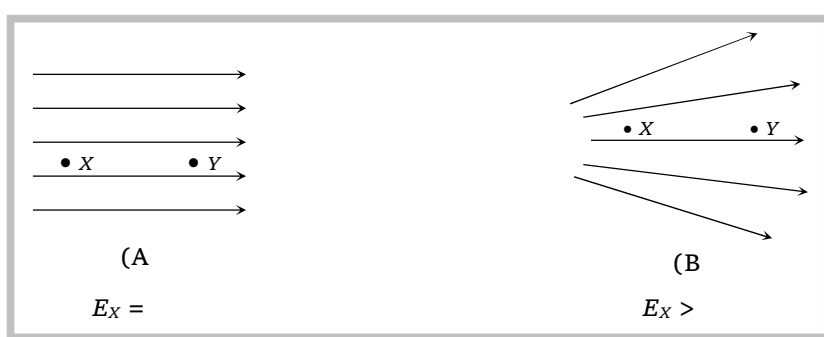 X Y
X Y
(A
(B
E_X =
E_X >